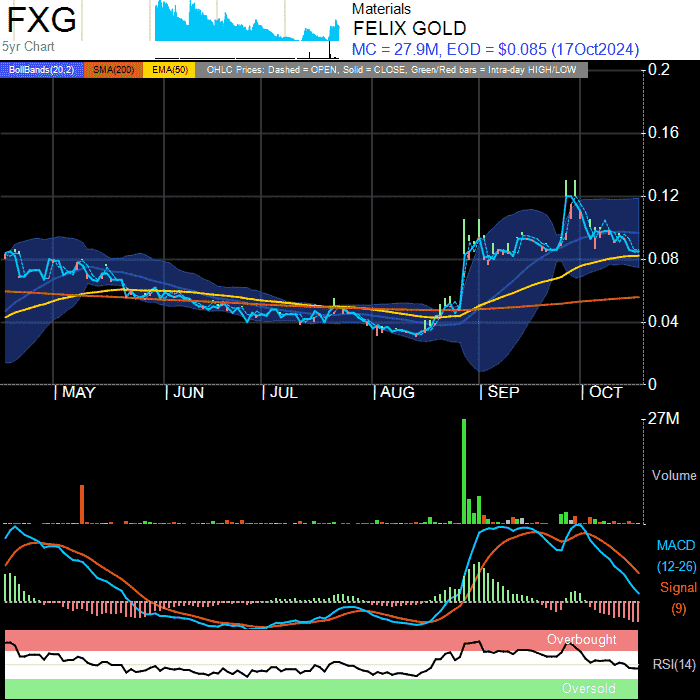 FXG
5yr Chart
Materials
FELIX GOLD
MC = 27.9M, EOD = $0.085 (17Oct2024)
BollBands(20,2) SMA(200) EMA(50) OHLC Prices: Dashed = OPEN, Solid = CLOSE, Green/Red bars = Intra-day HIGH/LOW
0.2
0.16
0.12
0.08
0.04
0
MAY JUN JUL AUG SEP OCT
27M
Volume
MACD
(12-26)
Signal
(9)
Overbought
RSI(14)
Oversold